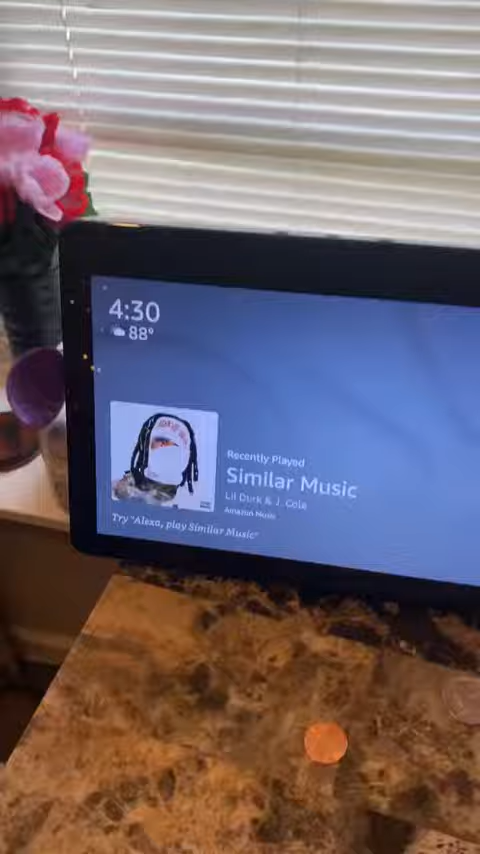 4:30
88°
Recently Played
Similar Music
Lil Durk & J. Cole
Amazon Music
Try "Alexa, play Similar Music"